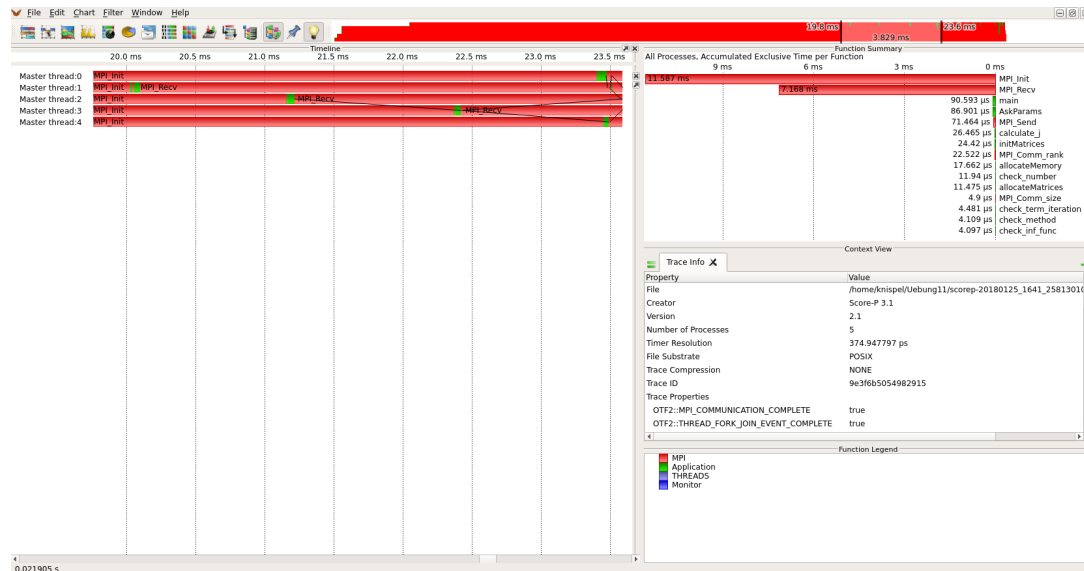 File Edit Chart Filter Window Help
19.8 ms 23.6 ms
3.829 ms
Timeline
20.0 ms 20.5 ms 21.0 ms 21.5 ms 22.0 ms 22.5 ms 23.0 ms 23.5 ms
Master thread:0 MPI_Init
Master thread:1 MPI_Init MPI_Recv
Master thread:2 MPI_Init MPI_Recv
Master thread:3 MPI_Init MPI_Recv
Master thread:4 MPI_Init
0.021905 s
Function Summary
All Processes, Accumulated Exclusive Time per Function
9 ms 6 ms 3 ms 0 ms
11.587 ms MPI_Init
7.168 ms MPI_Recv
90.593 µs main
86.901 µs AskParams
71.464 µs MPI_Send
26.465 µs calculate_j
24.42 µs initMatrices
22.522 µs MPI_Comm_rank
17.662 µs allocateMemory
11.94 µs check_number
11.475 µs allocateMatrices
4.9 µs MPI_Comm_size
4.481 µs check_term_iteration
4.109 µs check_method
4.097 µs check_inf_func
Context View
Trace Info
Property Value
File /home/knispel/Uebung11/scorep-20180125_1641_2581301
Creator Score-P 3.1
Version 2.1
Number of Processes 5
Timer Resolution 374.947797 ps
File Substrate POSIX
Trace Compression NONE
Trace ID 9e3f6b5054982915
Trace Properties
OTF2::MPI_COMMUNICATION_COMPLETE true
OTF2::THREAD_FORK_JOIN_EVENT_COMPLETE true
Function Legend
MPI
Application
THREADS
Monitor